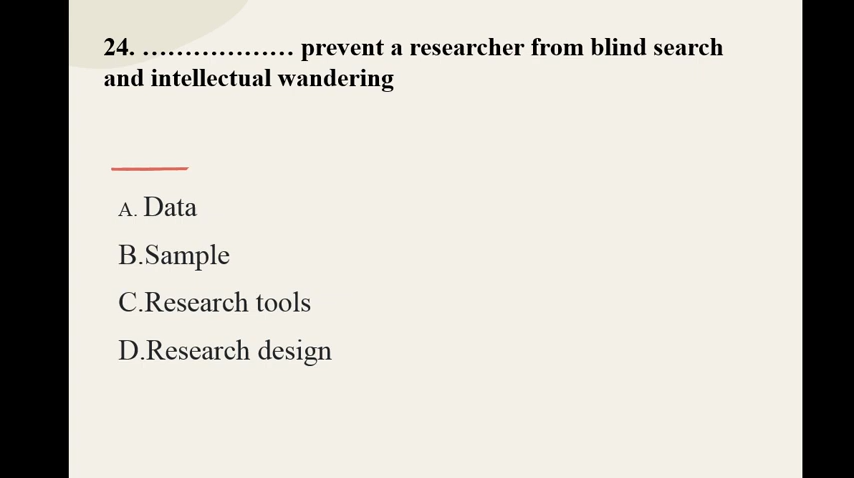 24. ……………… prevent a researcher from blind search
and intellectual wandering
A. Data
B.Sample
C.Research tools
D.Research design